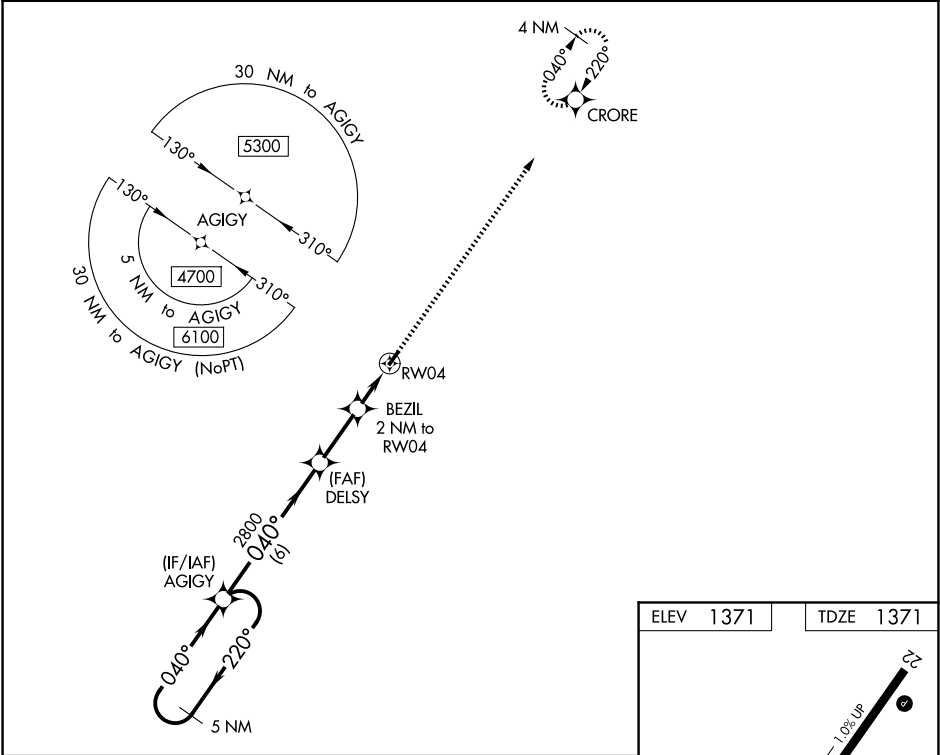 4 NM
040°
220°
CRORE
30 NM to AGIGY
5300
130°
130°
AGIGY
310°
4700
310°
5 NM to AGIGY
6100
30 NM to AGIGY (NoPT)
RW04
BEZIL
2 NM to
RW04
(FAF)
DELSY
2800
040°
(6)
(IF/IAF)
AGIGY
040°
220°
5 NM
ELEV 1371
TDZE 1371
22
P
1.0% UP